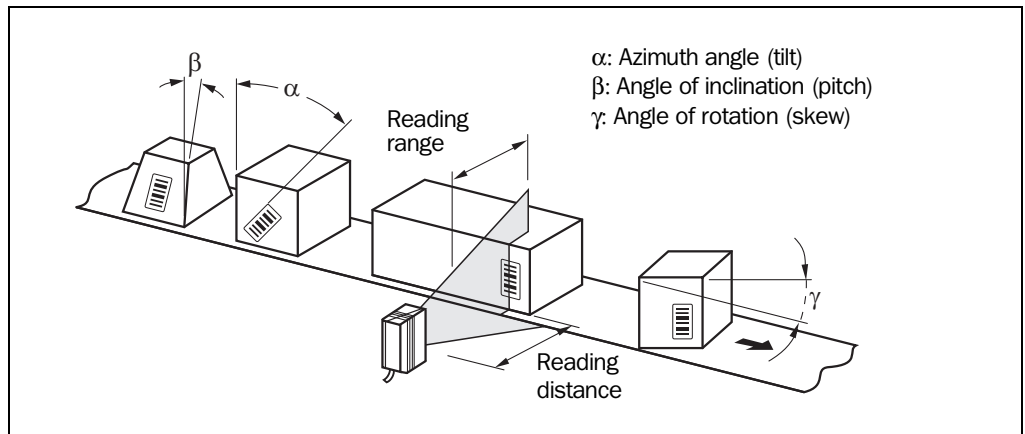 β
α
α: Azimuth angle (tilt)
β: Angle of inclination (pitch)
γ: Angle of rotation (skew)
Reading
range
γ
Reading
distance